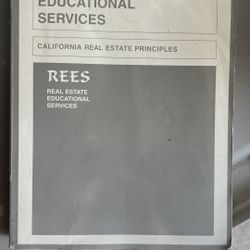 EDUCATIONAL
SERVICES
CALIFORNIA REAL ESTATE PRINCIPLES
REES
REAL ESTATE
EDUCATIONAL
SERVICES